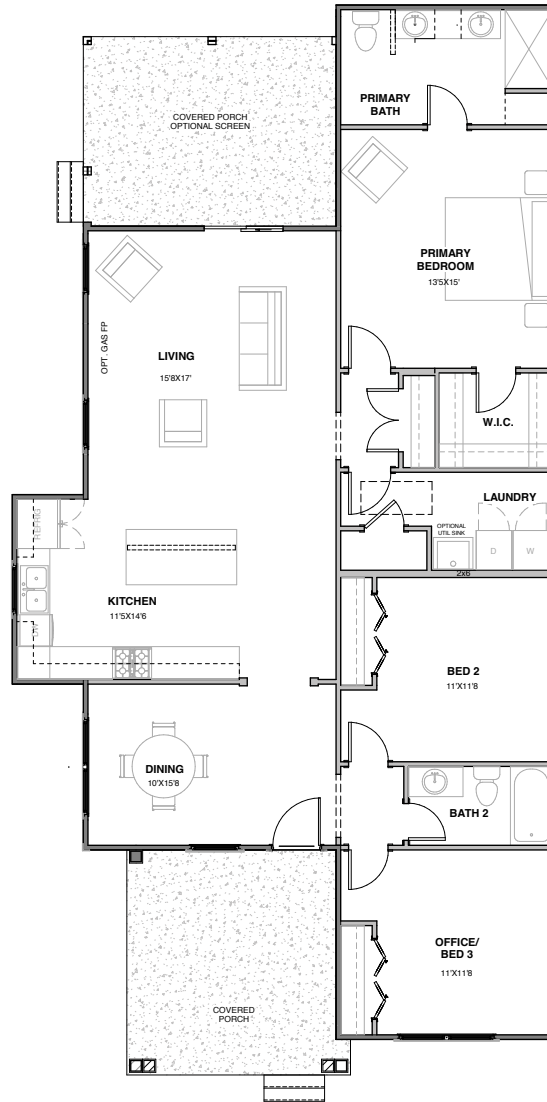 COVERED PORCH
OPTIONAL SCREEN
PRIMARY
BATH
PRIMARY
BEDROOM
13'5X15'
OPT. GAS FP
LIVING
15'8X17'
W.I.C.
LAUNDRY
OPTIONAL
UTIL SINK
D
W
2x6
REFRIG
KITCHEN
11'5X14'6
BED 2
11'X11'8
DINING
10'X15'8
BATH 2
OFFICE/
BED 3
11'X11'8
COVERED
PORCH